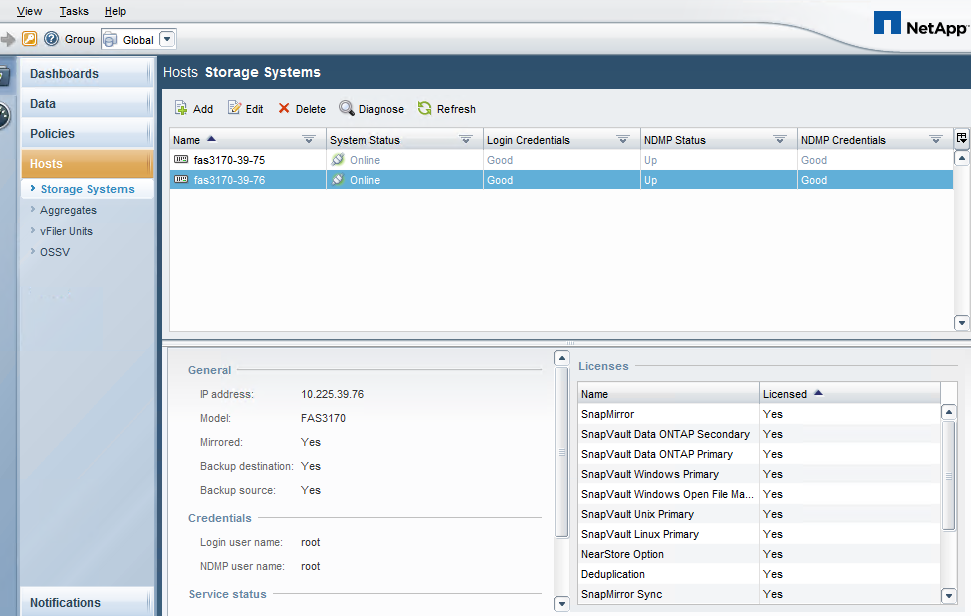 View Tasks Help
Group Global
NetApp
Dashboards
Data
Policies
Hosts
Storage Systems
Aggregates
vFiler Units
OSSV
Notifications
Hosts Storage Systems
Add Edit Delete Diagnose Refresh
Name System Status Login Credentials NDMP Status NDMP Credentials
fas3170-39-75 Online Good Up Good
fas3170-39-76 Online Good Up Good
General
IP address: 10.225.39.76
Model: FAS3170
Mirrored: Yes
Backup destination: Yes
Backup source: Yes
Credentials
Login user name: root
NDMP user name: root
Service status
Licenses
Name Licensed
SnapMirror Yes
SnapVault Data ONTAP Secondary Yes
SnapVault Data ONTAP Primary Yes
SnapVault Windows Primary Yes
SnapVault Windows Open File Ma... Yes
SnapVault Unix Primary Yes
SnapVault Linux Primary Yes
NearStore Option Yes
Deduplication Yes
SnapMirror Sync Yes